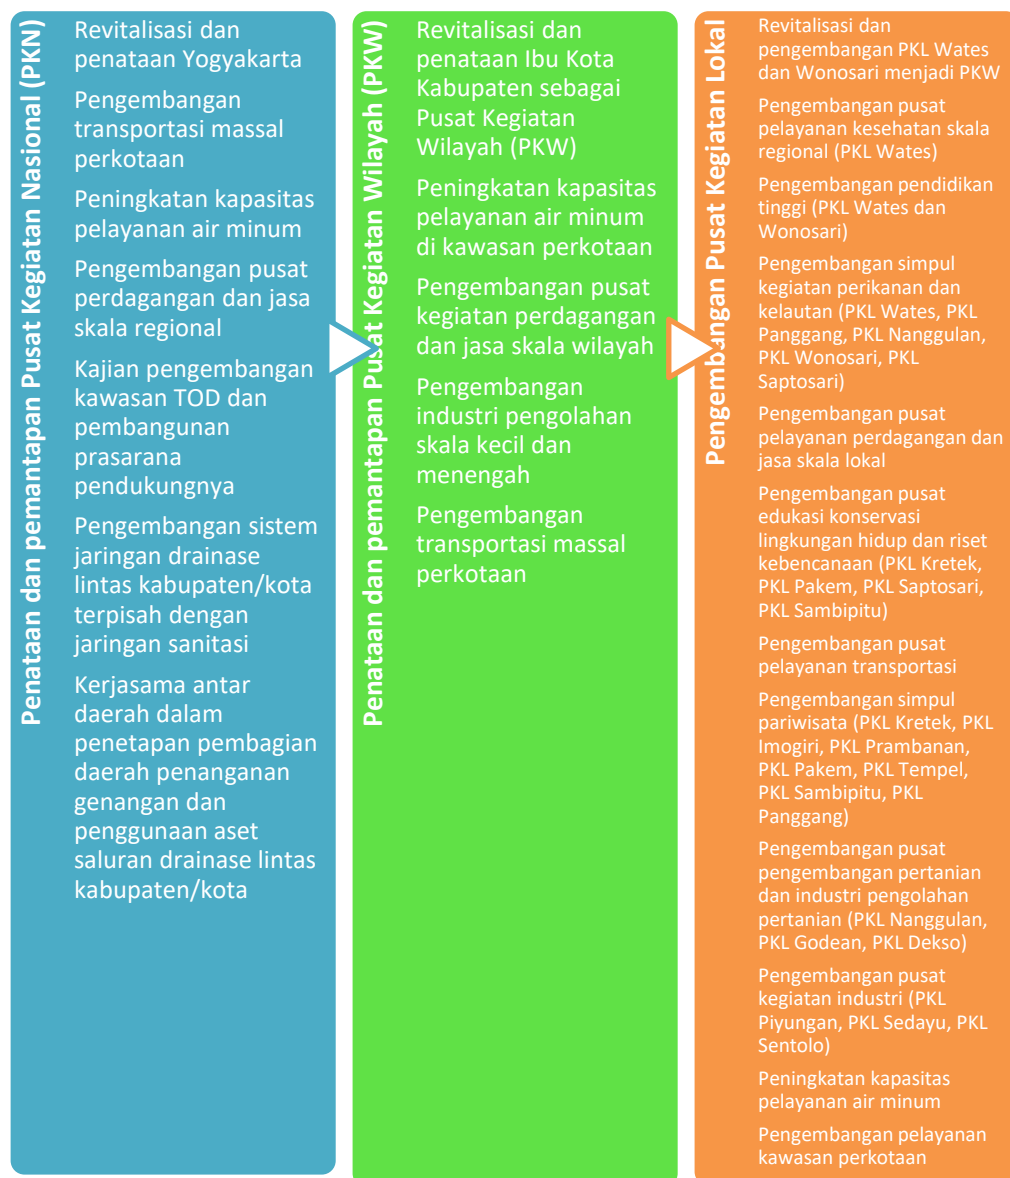 Penataan dan pemantapan Pusat Kegiatan Nasional (PKN)
Revitalisasi dan
penataan Yogyakarta
Pengembangan
transportasi massal
perkotaan
Peningkatan kapasitas
pelayanan air minum
Pengembangan pusat
perdagangan dan jasa
skala regional
Kajian pengembangan
kawasan TOD dan
pembangunan
prasarana
pendukungnya
Pengembangan sistem
jaringan drainase
lintas kabupaten/kota
terpisah dengan
jaringan sanitasi
Kerjasama antar
daerah dalam
penetapan pembagian
daerah penanganan
genangan dan
penggunaan aset
saluran drainase lintas
kabupaten/kota
Penataan dan pemantapan Pusat Kegiatan Wilayah (PKW)
Revitalisasi dan
penataan Ibu Kota
Kabupaten sebagai
Pusat Kegiatan
Wilayah (PKW)
Peningkatan kapasitas
pelayanan air minum
di kawasan perkotaan
Pengembangan pusat
kegiatan perdagangan
dan jasa skala wilayah
Pengembangan
industri pengolahan
skala kecil dan
menengah
Pengembangan
transportasi massal
perkotaan
Pengembangan Pusat Kegiatan Lokal
Revitalisasi dan
pengembangan PKL Wates
dan Wonosari menjadi PKW
Pengembangan pusat
pelayanan kesehatan skala
regional (PKL Wates)
Pengembangan pendidikan
tinggi (PKL Wates dan
Wonosari)
Pengembangan simpul
kegiatan perikanan dan
kelautan (PKL Wates, PKL
Panggang, PKL Nanggulan,
PKL Wonosari, PKL
Saptosari)
Pengembangan pusat
pelayanan perdagangan dan
jasa skala lokal
Pengembangan pusat
edukasi konservasi
lingkungan hidup dan riset
kebencanaan (PKL Kretek,
PKL Pakem, PKL Saptosari,
PKL Sambipitu)
Pengembangan pusat
pelayanan transportasi
Pengembangan simpul
pariwisata (PKL Kretek, PKL
Imogiri, PKL Prambanan,
PKL Pakem, PKL Tempel,
PKL Sambipitu, PKL
Panggang)
Pengembangan pusat
pengembangan pertanian
dan industri pengolahan
pertanian (PKL Nanggulan,
PKL Godean, PKL Dekso)
Pengembangan pusat
kegiatan industri (PKL
Piyungan, PKL Sedayu, PKL
Sentolo)
Peningkatan kapasitas
pelayanan air minum
Pengembangan pelayanan
kawasan perkotaan